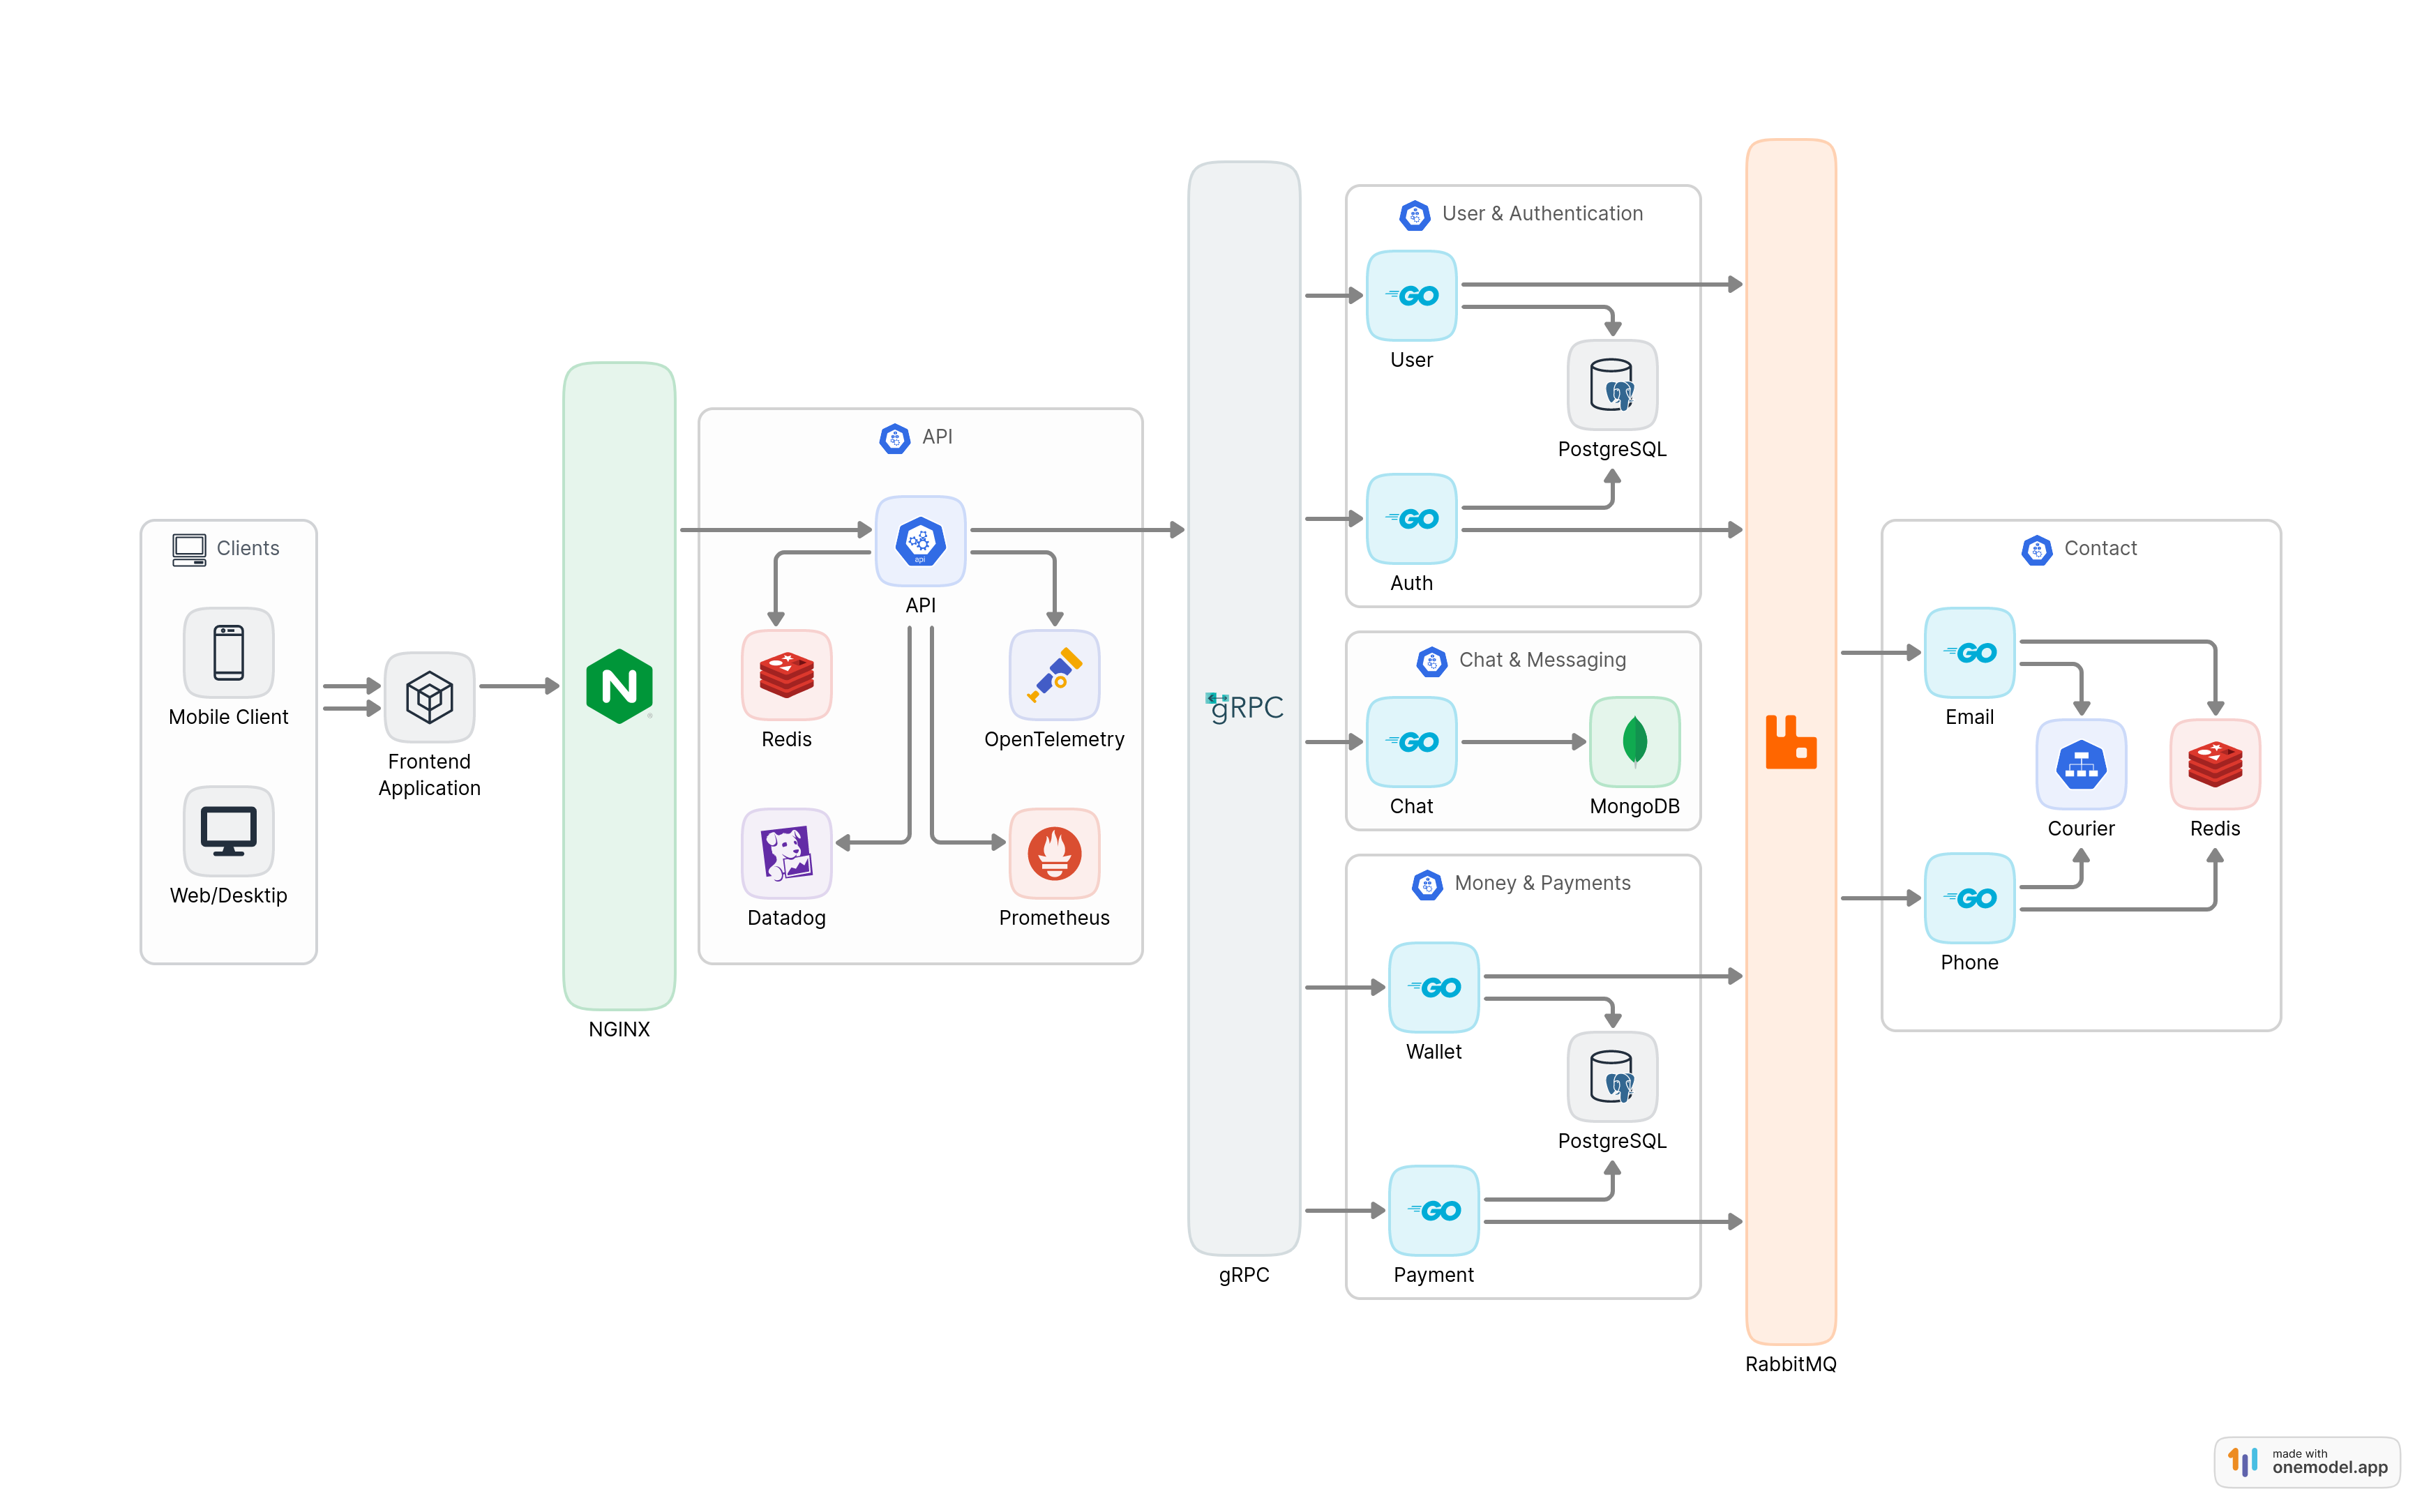 Clients
Mobile Client
Web/Desktip
Frontend
Application
N
NGINX
API
api
API
Redis
OpenTelemetry
Datadog
Prometheus
gRPC
gRPC
User & Authentication
GO
User
PostgreSQL
GO
Auth
Chat & Messaging
GO
Chat
MongoDB
Money & Payments
GO
Wallet
PostgreSQL
GO
Payment
RabbitMQ
Contact
GO
Email
Courier
Redis
GO
Phone
made with
onemodel.app